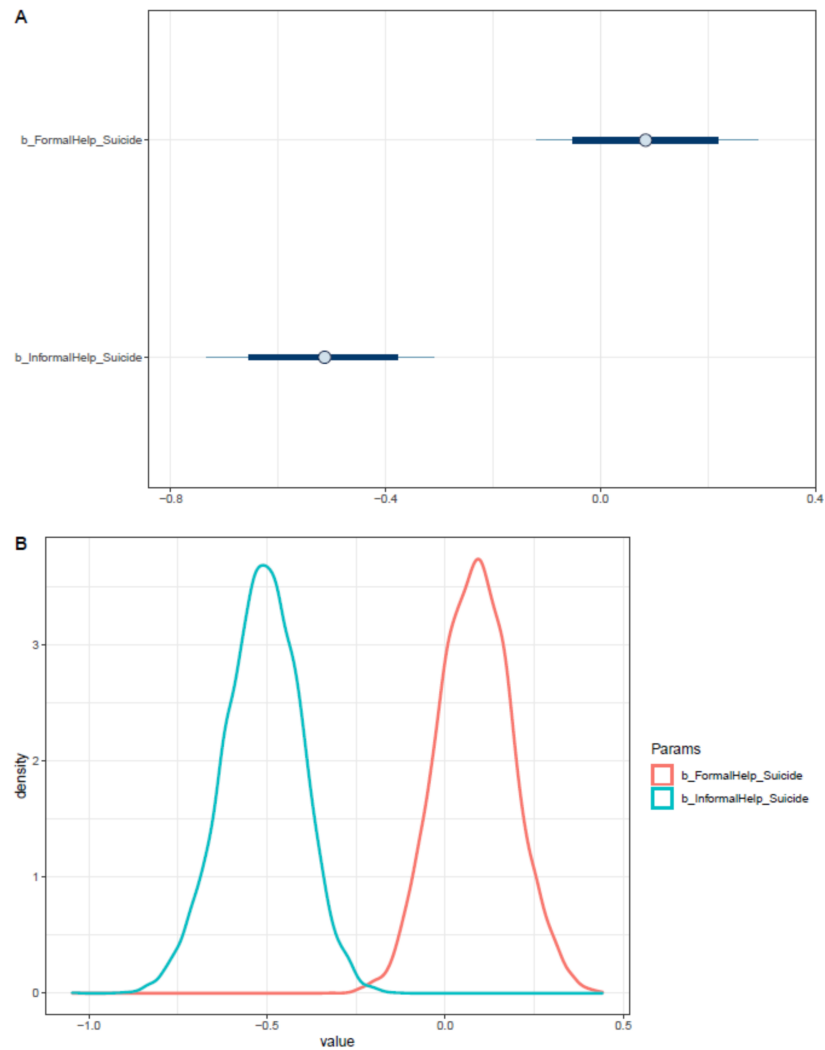 A
b_FormalHelp_Suicide
b_InformalHelp_Suicide
−0.8 −0.4 0.0 0.4
B
3
2
1
0
density
−1.0 −0.5 0.0 0.5
value
Params
b_FormalHelp_Suicide
b_InformalHelp_Suicide